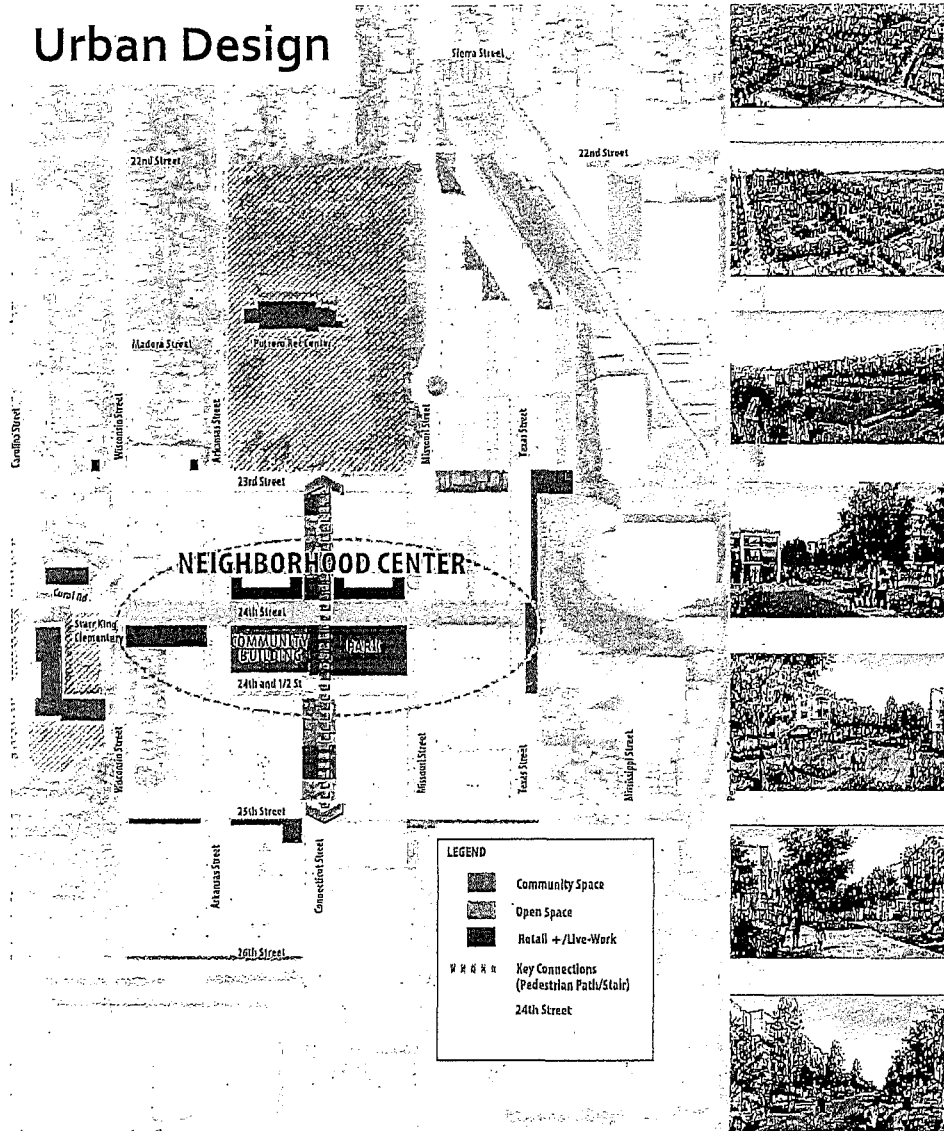 Urban Design
Sierra Street
22nd Street
22nd Street
Madera Street
Potrero Rec Center
Carolina Street
Wisconsin Street
Arkansas Street
Missouri Street
Texas Street
23rd Street
NEIGHBORHOOD CENTER
Coral Rd
24th Street
Starr King
Elementary
COMMUNITY
BUILDING
PARK
24th and 1/2 St
Wisconsin Street
Missouri Street
Texas Street
Mississippi Street
25th Street
Arkansas Street
Connecticut Street
26th Street
LEGEND
Community Space
Open Space
Retail +/Live-Work
Key Connections
(Pedestrian Path/Stair)
24th Street